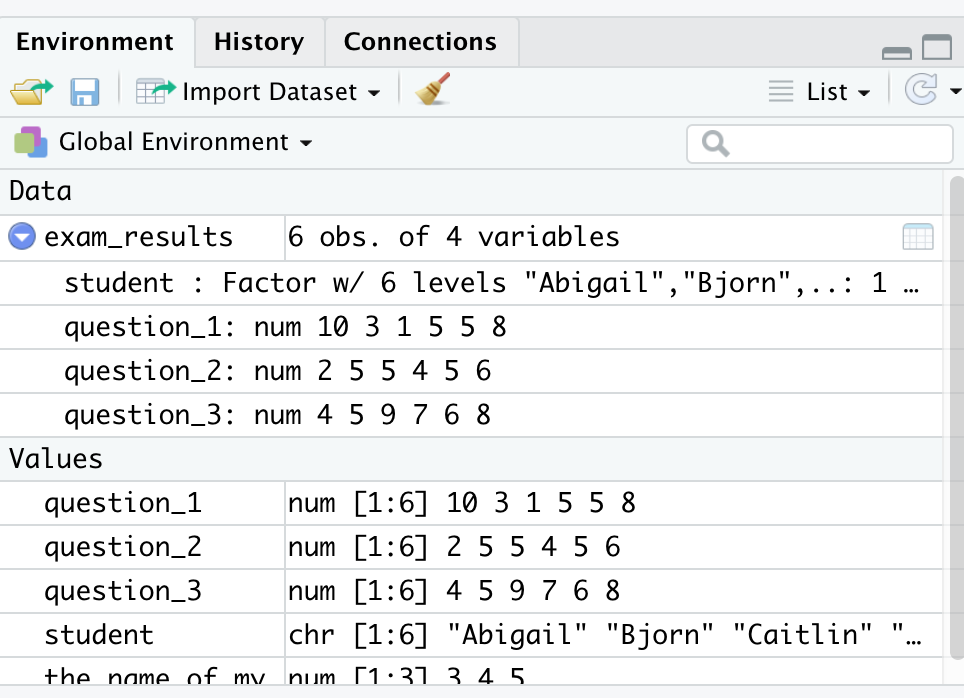 Environment History Connections
Import Dataset List
Global Environment
Data
exam_results 6 obs. of 4 variables
student : Factor w/ 6 levels "Abigail","Bjorn",..: 1 …
question_1: num 10 3 1 5 5 8
question_2: num 2 5 5 4 5 6
question_3: num 4 5 9 7 6 8
Values
question_1 num [1:6] 10 3 1 5 5 8
question_2 num [1:6] 2 5 5 4 5 6
question_3 num [1:6] 4 5 9 7 6 8
student chr [1:6] "Abigail" "Bjorn" "Caitlin" "…
the name of my num [1:3] 3 4 5